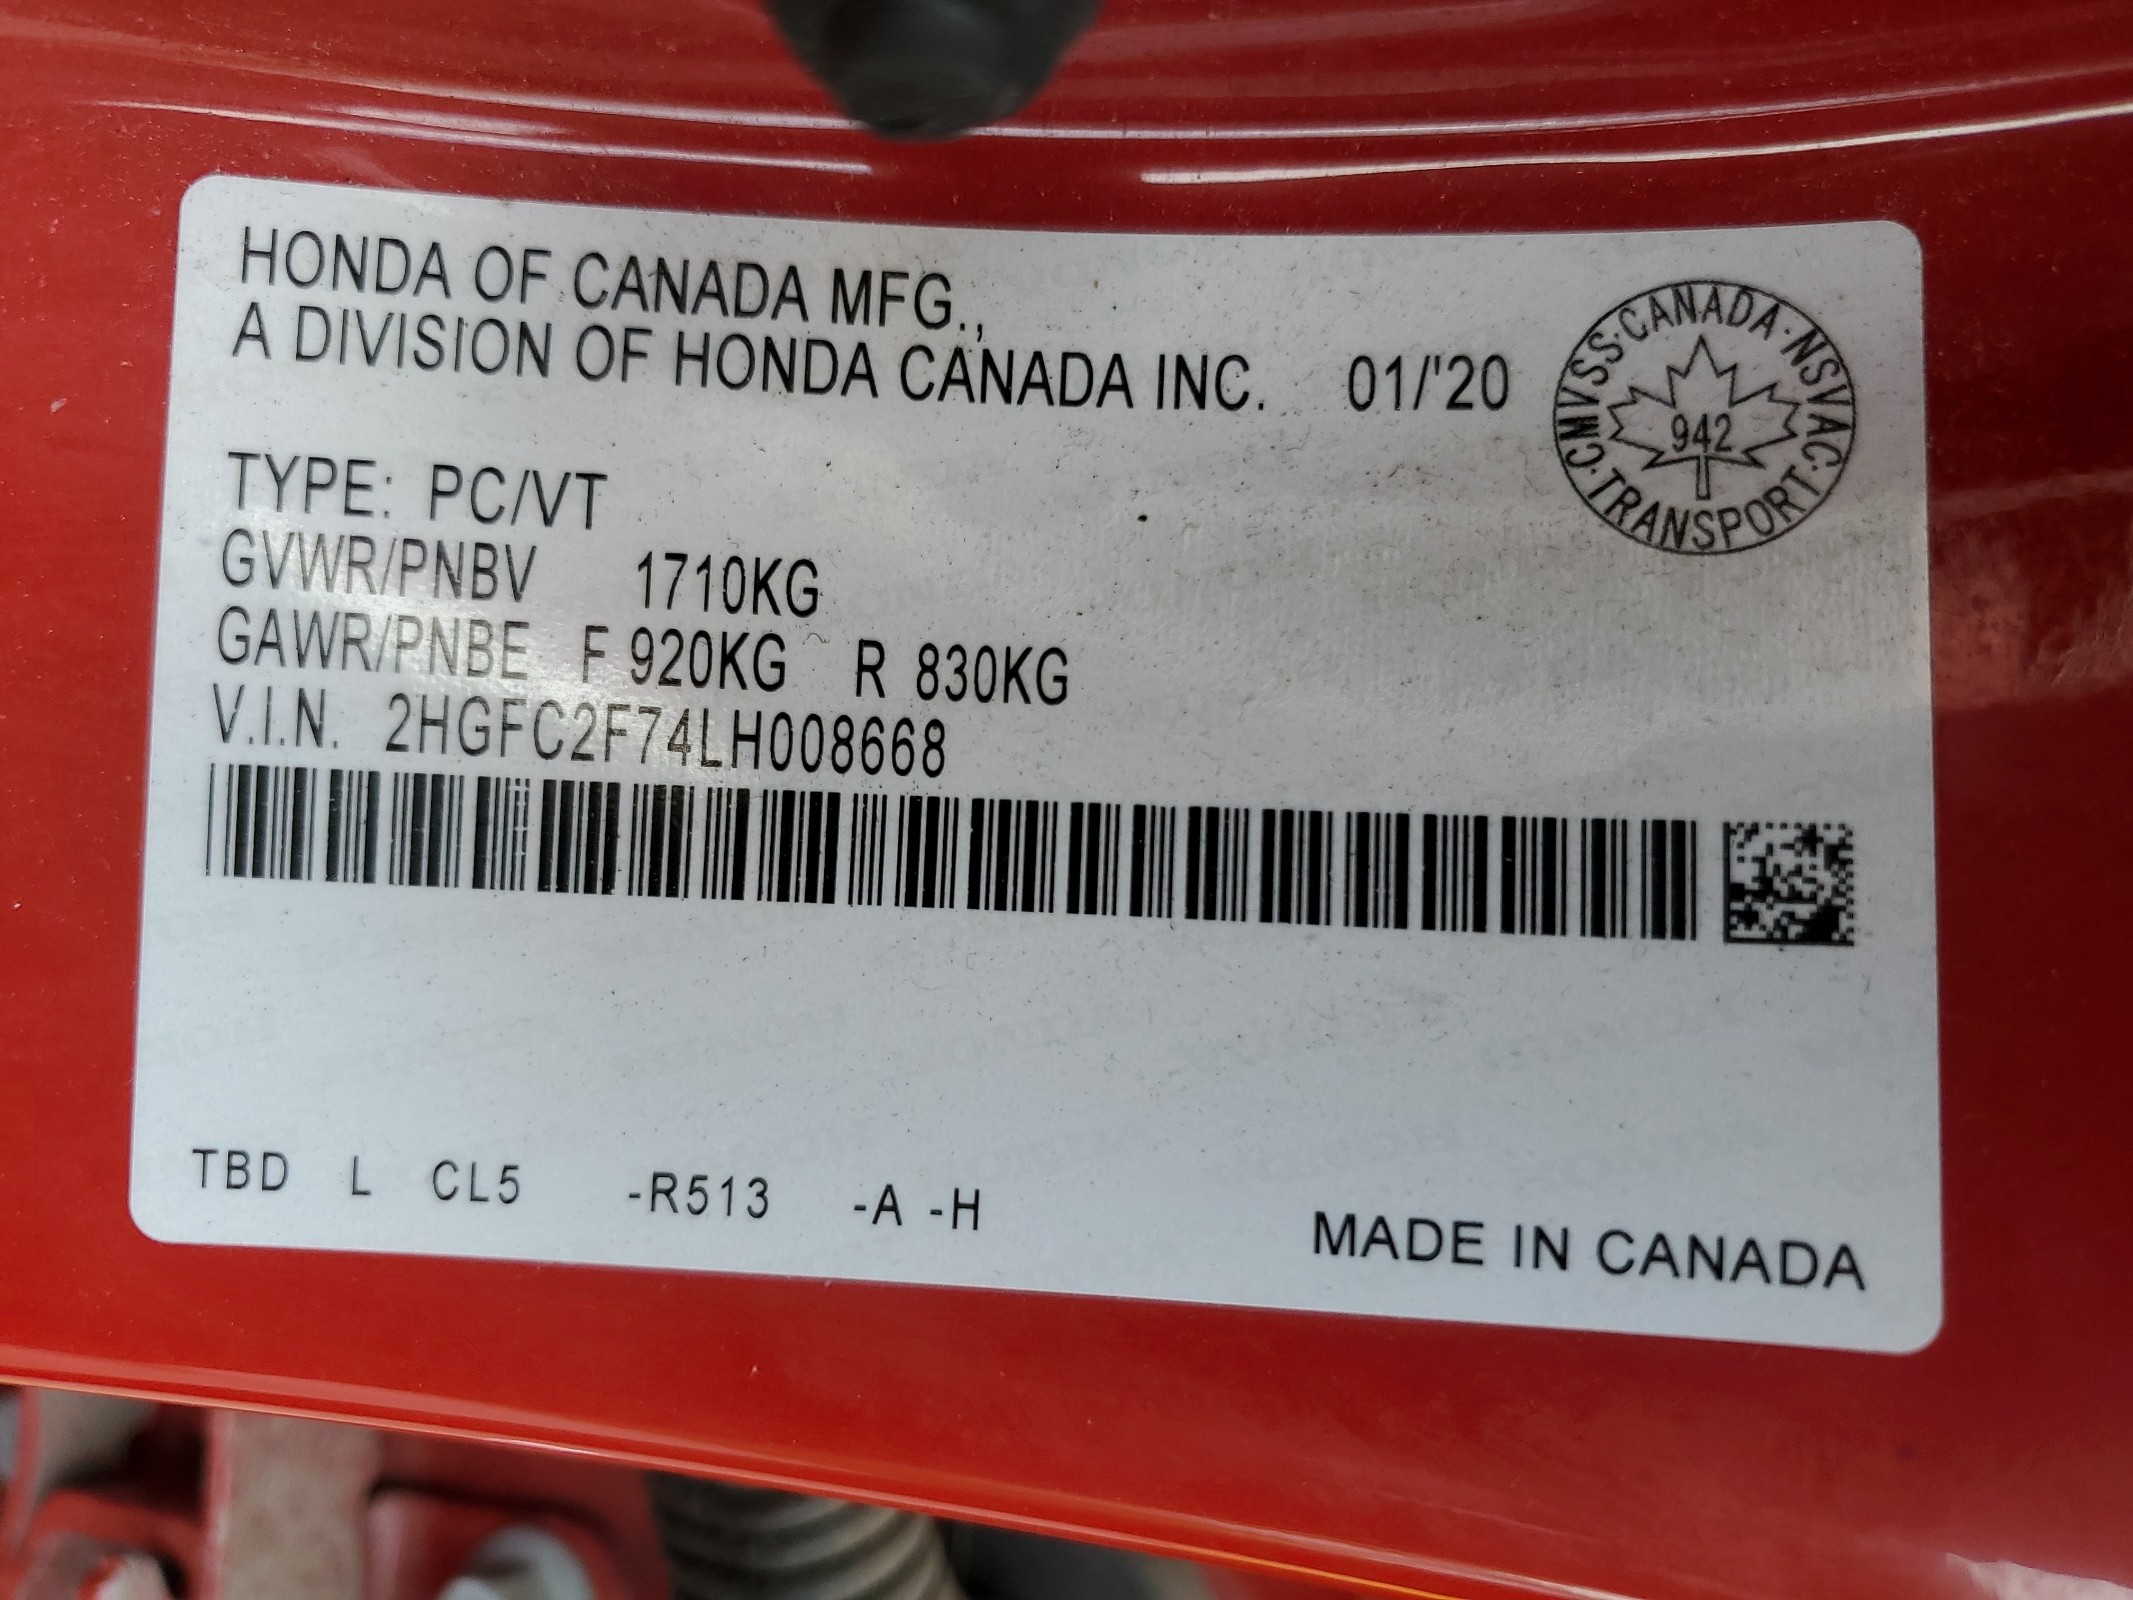 HONDA OF CANADA MFG.,
A DIVISION OF HONDA CANADA INC. 01/'20
CMVSS·CANADA·NSVAC·TRANSPORT·
942
TYPE: PC/VT
GVWR/PNBV 1710KG
GAWR/PNBE F 920KG R 830KG
V.I.N. 2HGFC2F74LH008668
TBD L CL5 -R513 -A -H
MADE IN CANADA